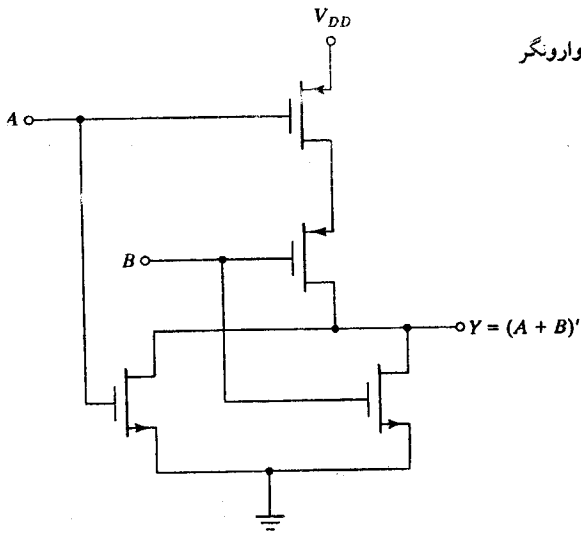 V_DD
وارونگر
A
B
Y = (A + B)'